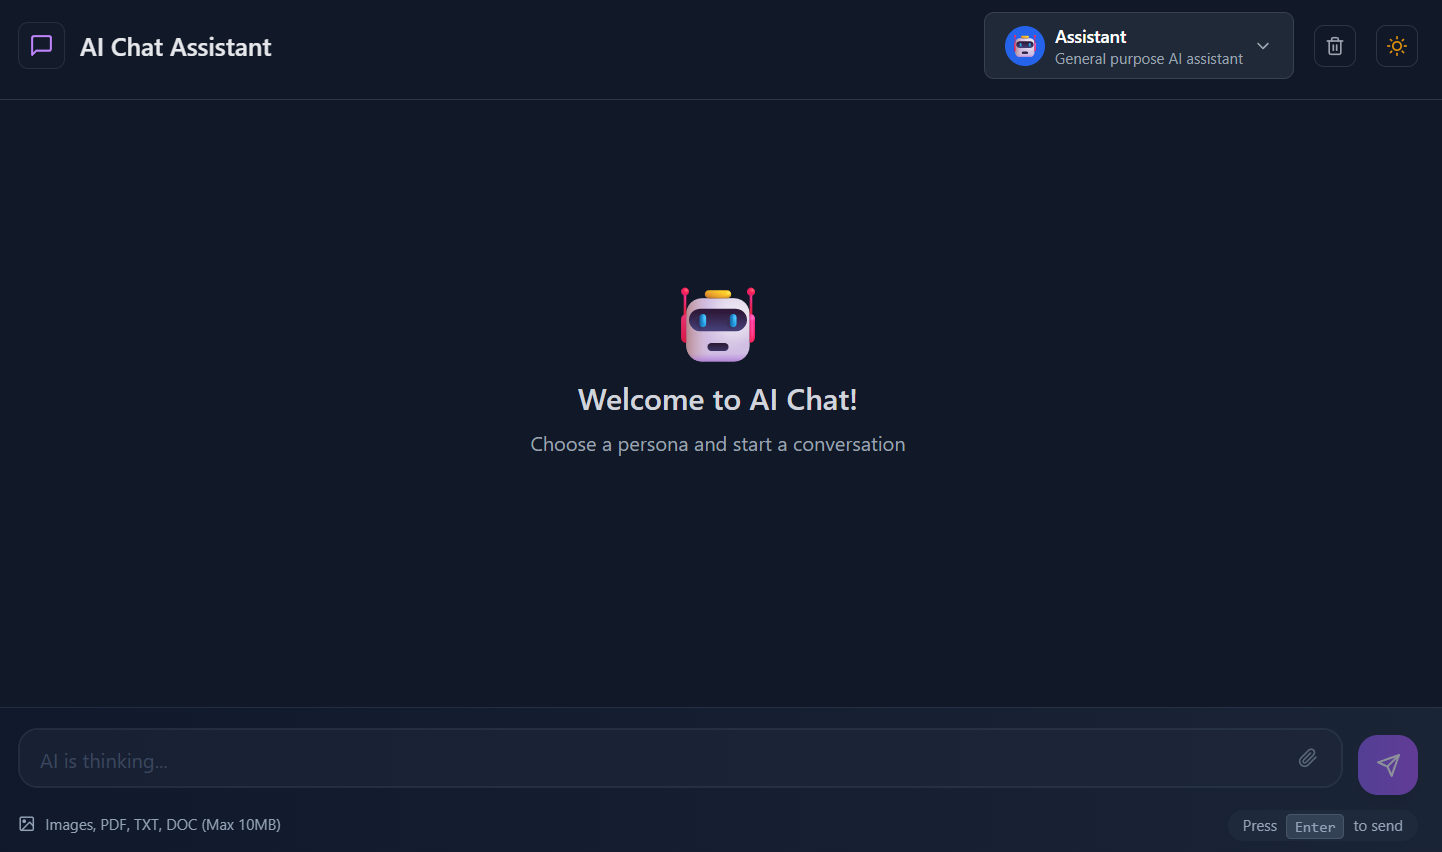 AI Chat Assistant
Assistant
General purpose AI assistant
Welcome to AI Chat!
Choose a persona and start a conversation
AI is thinking...
Images, PDF, TXT, DOC (Max 10MB)
Press Enter to send